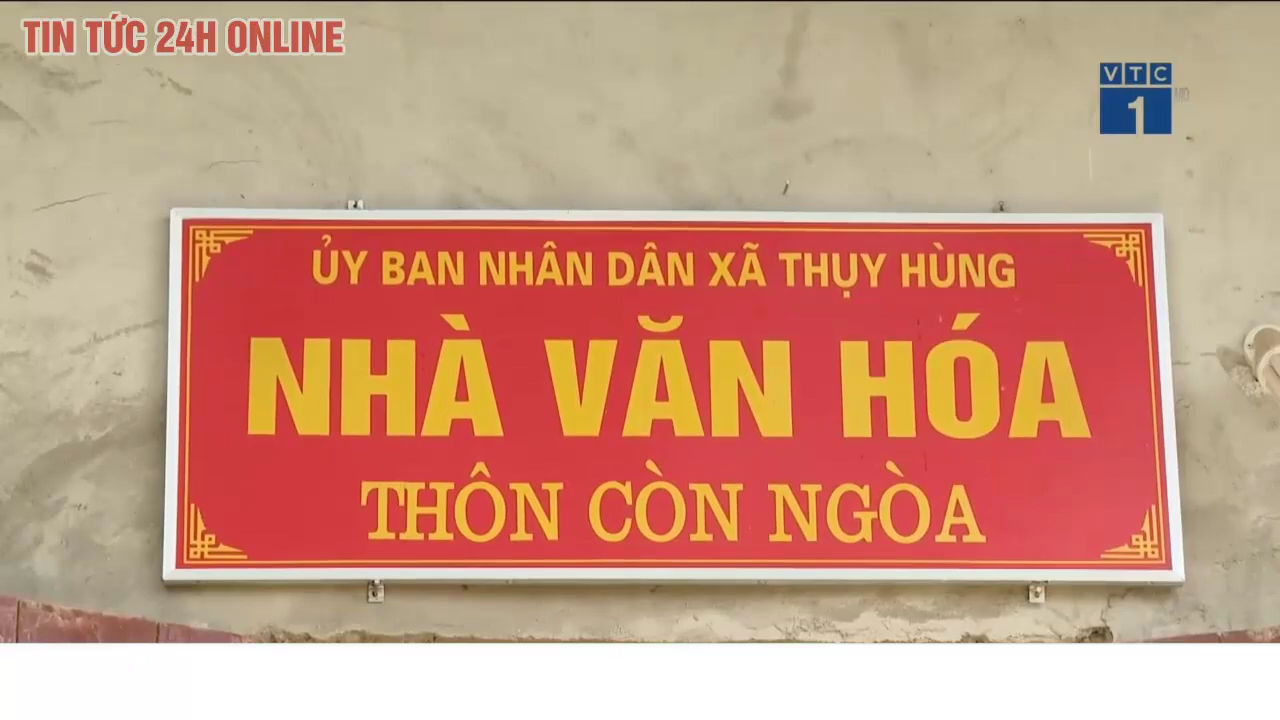 TIN TỨC 24H ONLINE
VTC
1
ỦY BAN NHÂN DÂN XÃ THỤY HÙNG
NHÀ VĂN HÓA
THÔN CÒN NGÒA